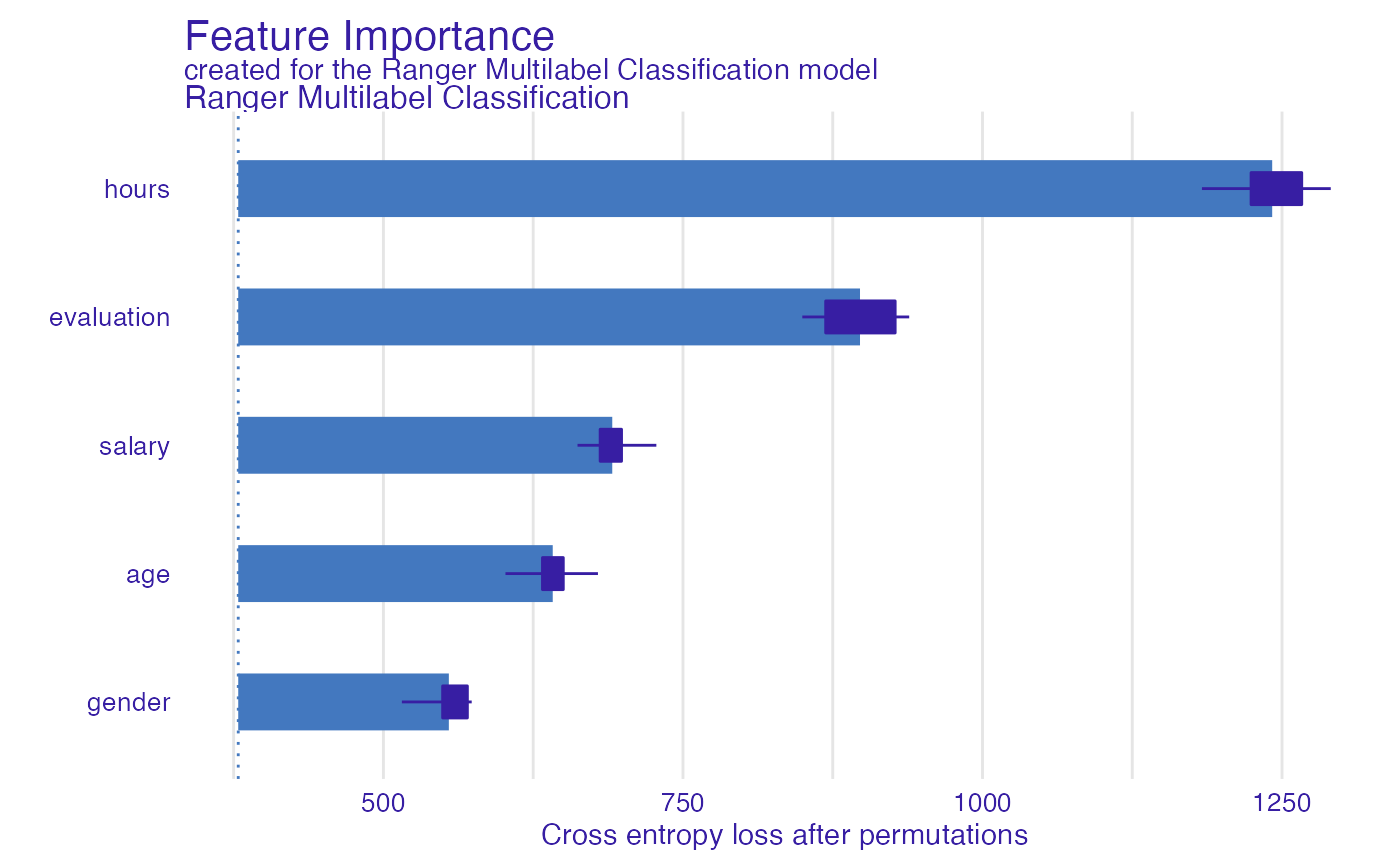 Feature Importance
created for the Ranger Multilabel Classification model
Ranger Multilabel Classification
hours
evaluation
salary
age
gender
500 750 1000 1250
Cross entropy loss after permutations